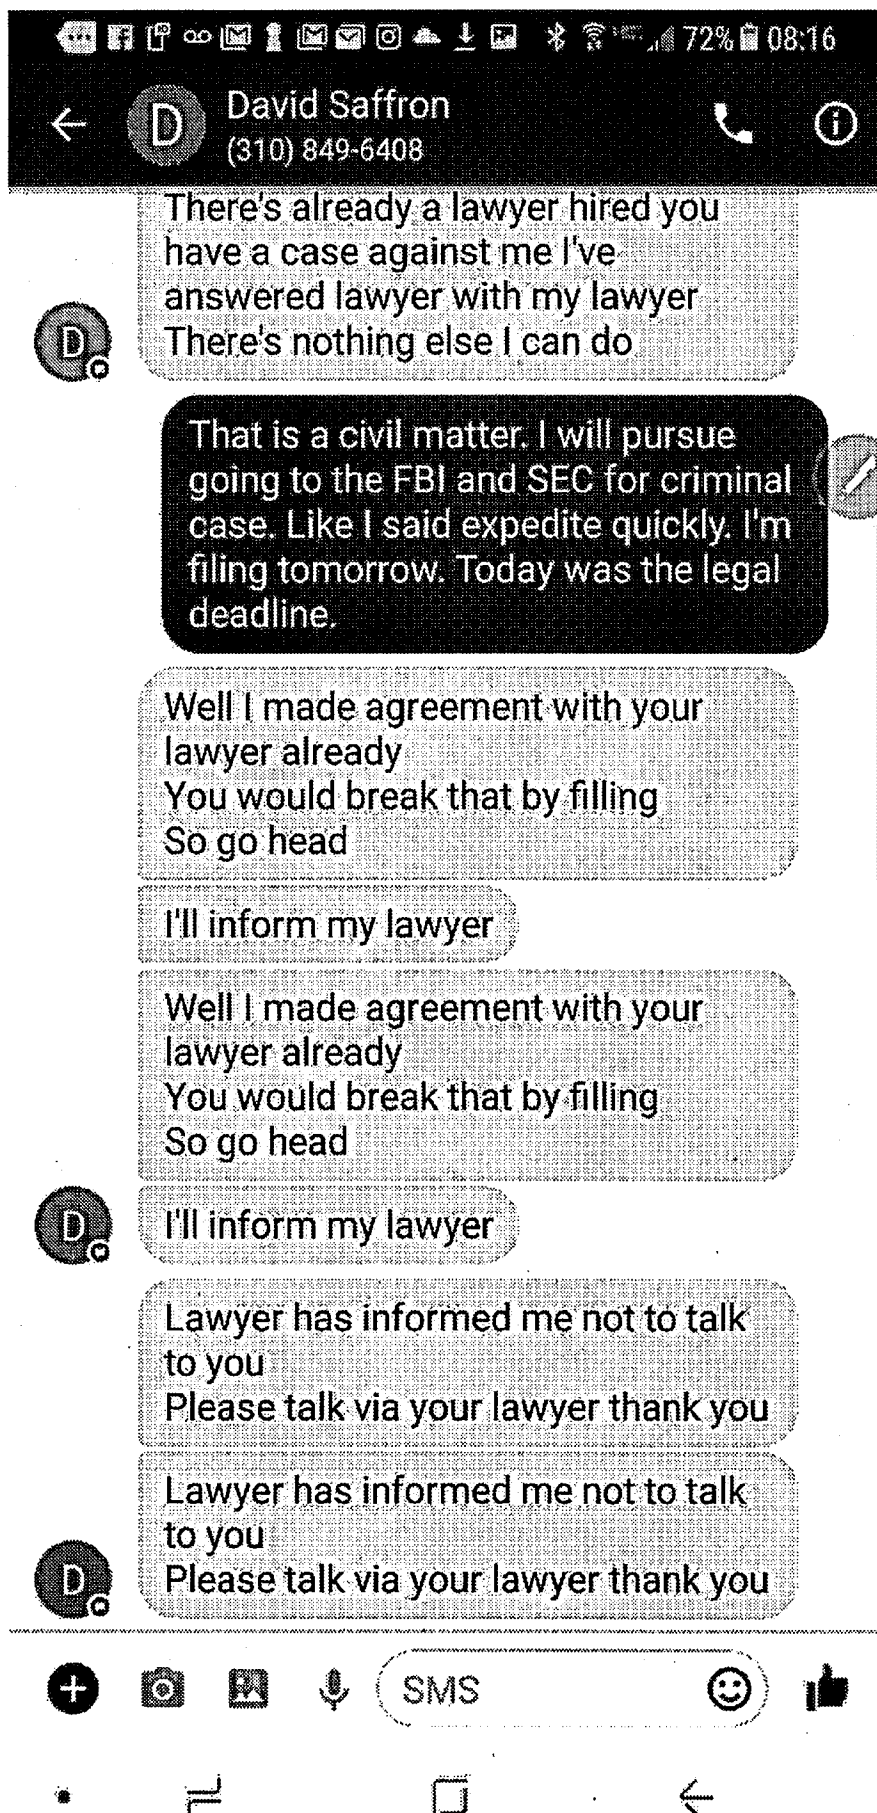 72% 08:16
David Saffron
(310) 849-6408
There's already a lawyer hired you
have a case against me I've
answered lawyer with my lawyer
There's nothing else I can do
That is a civil matter. I will pursue
going to the FBI and SEC for criminal
case. Like I said expedite quickly. I'm
filing tomorrow. Today was the legal
deadline.
Well I made agreement with your
lawyer already
You would break that by filling
So go head
I'll inform my lawyer
Well I made agreement with your
lawyer already
You would break that by filling
So go head
I'll inform my lawyer
Lawyer has informed me not to talk
to you
Please talk via your lawyer thank you
Lawyer has informed me not to talk
to you
Please talk via your lawyer thank you
SMS